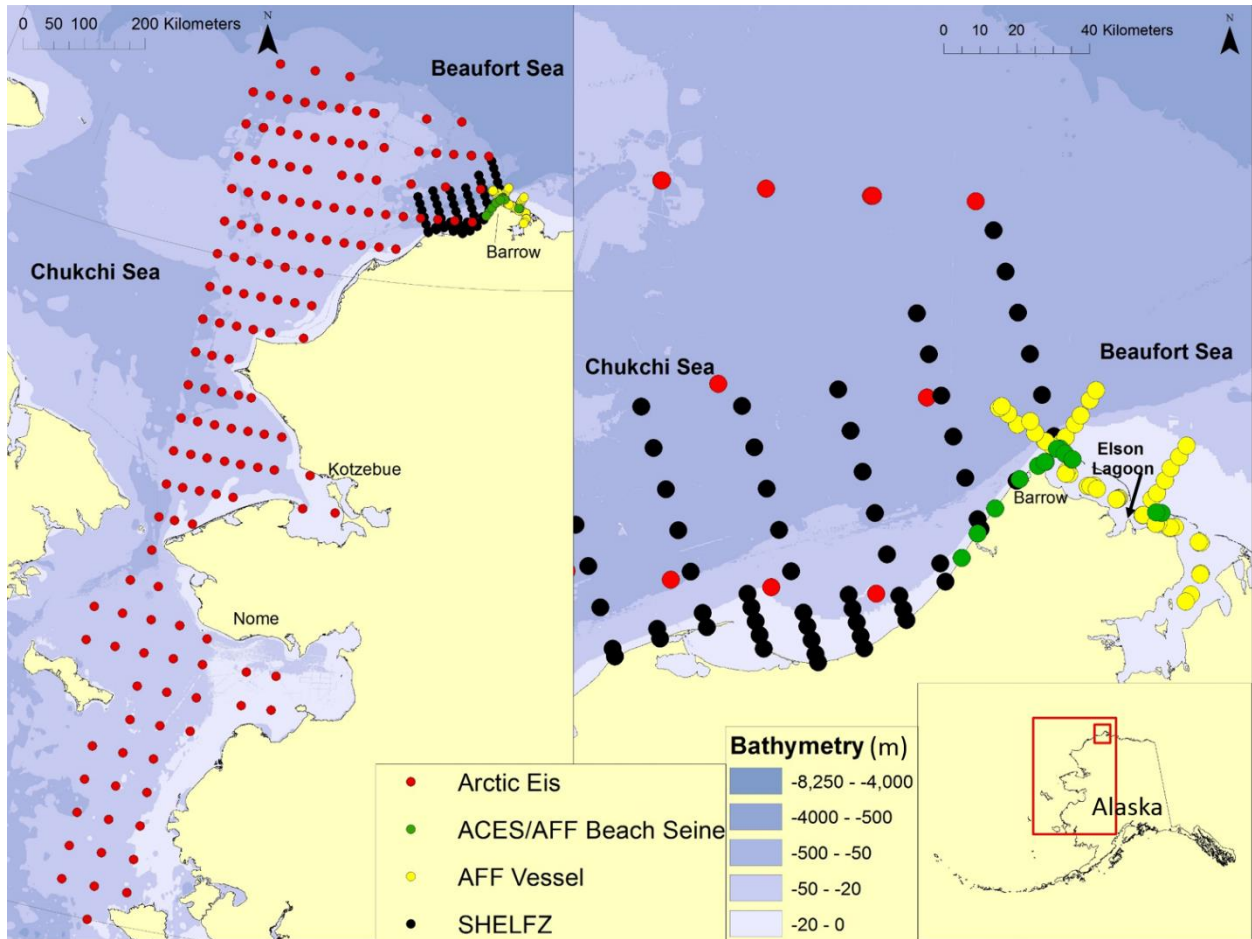 0 50 100 200 Kilometers
N
Beaufort Sea
Barrow
Chukchi Sea
Kotzebue
Nome
0 10 20 40 Kilometers
N
Chukchi Sea
Beaufort Sea
Elson
Lagoon
Barrow
Arctic Eis
ACES/AFF Beach Seine
AFF Vessel
SHELFZ
Bathymetry (m)
-8,250 - -4,000
-4000 - -500
-500 - -50
-50 - -20
-20 - 0
Alaska